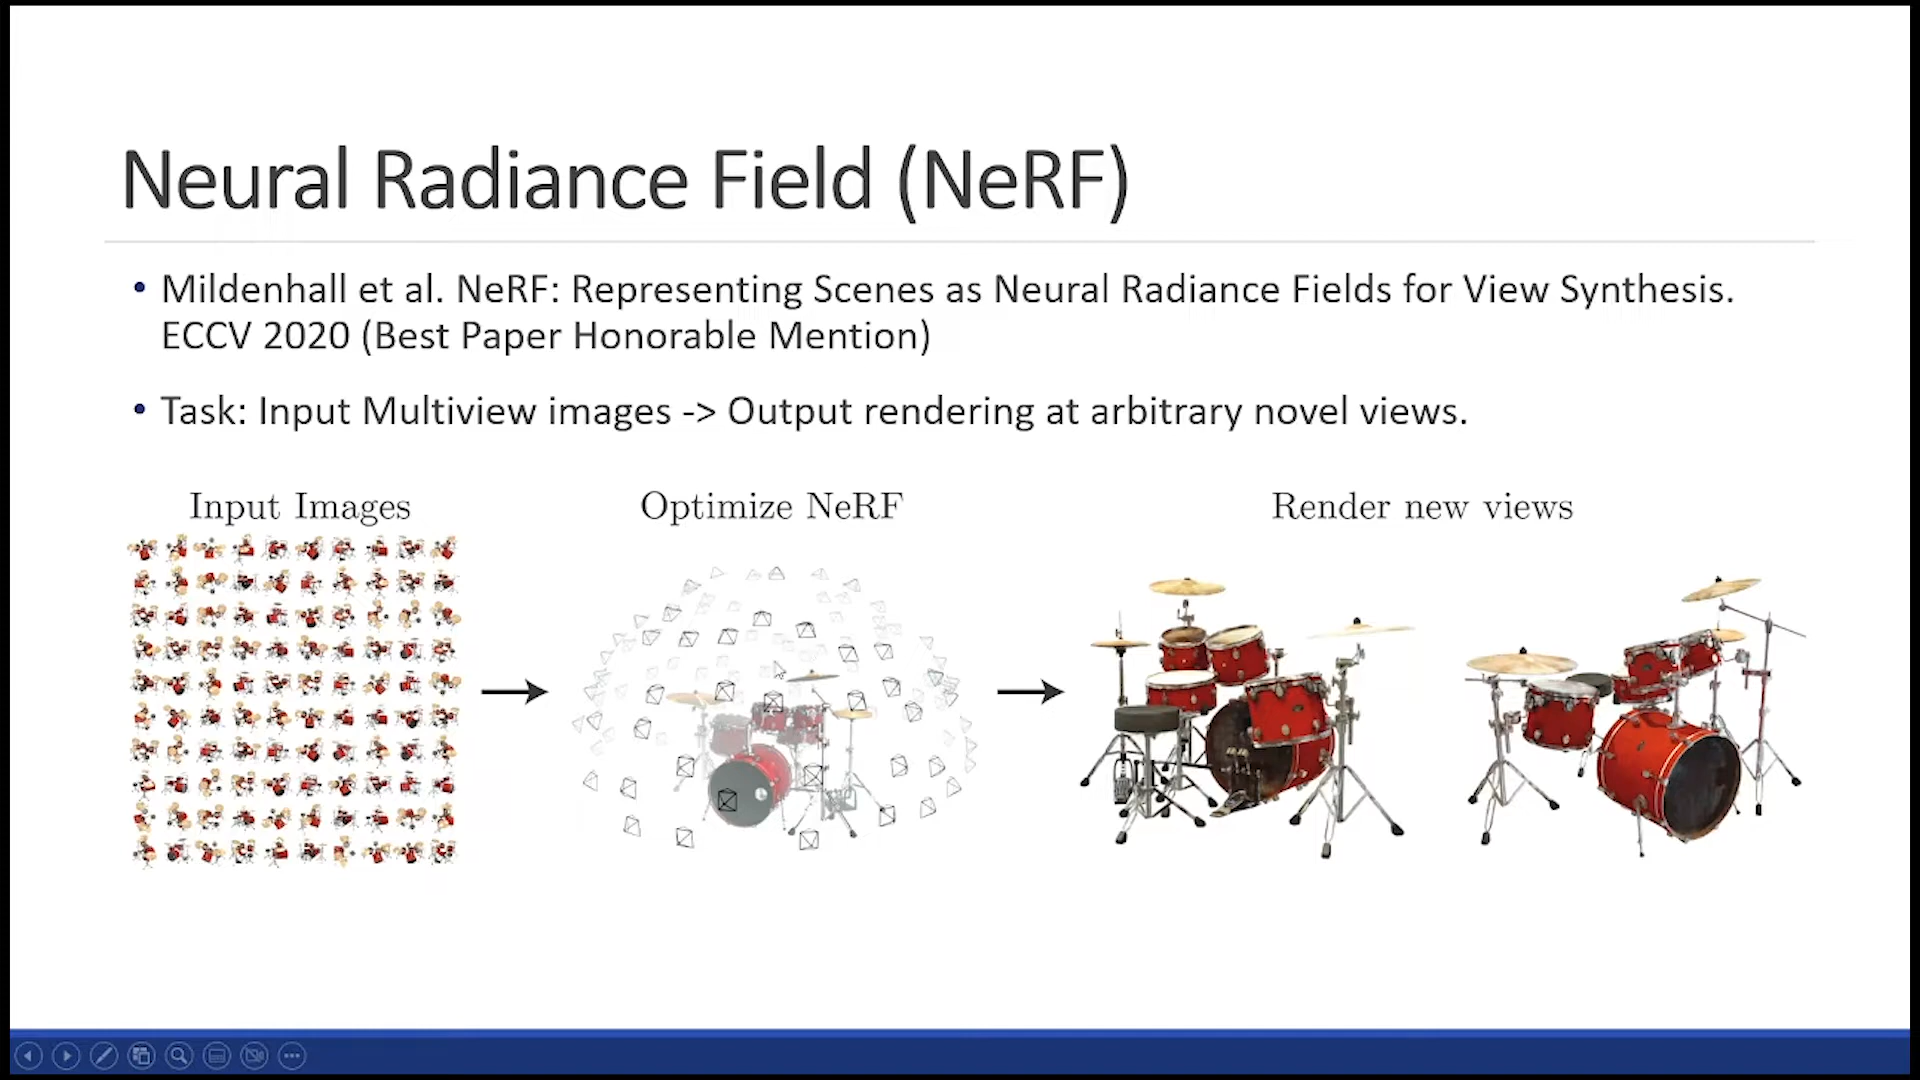 Neural Radiance Field (NeRF)
• Mildenhall et al. NeRF: Representing Scenes as Neural Radiance Fields for View Synthesis.
ECCV 2020 (Best Paper Honorable Mention)
• Task: Input Multiview images -> Output rendering at arbitrary novel views.
Input Images
Optimize NeRF
Render new views